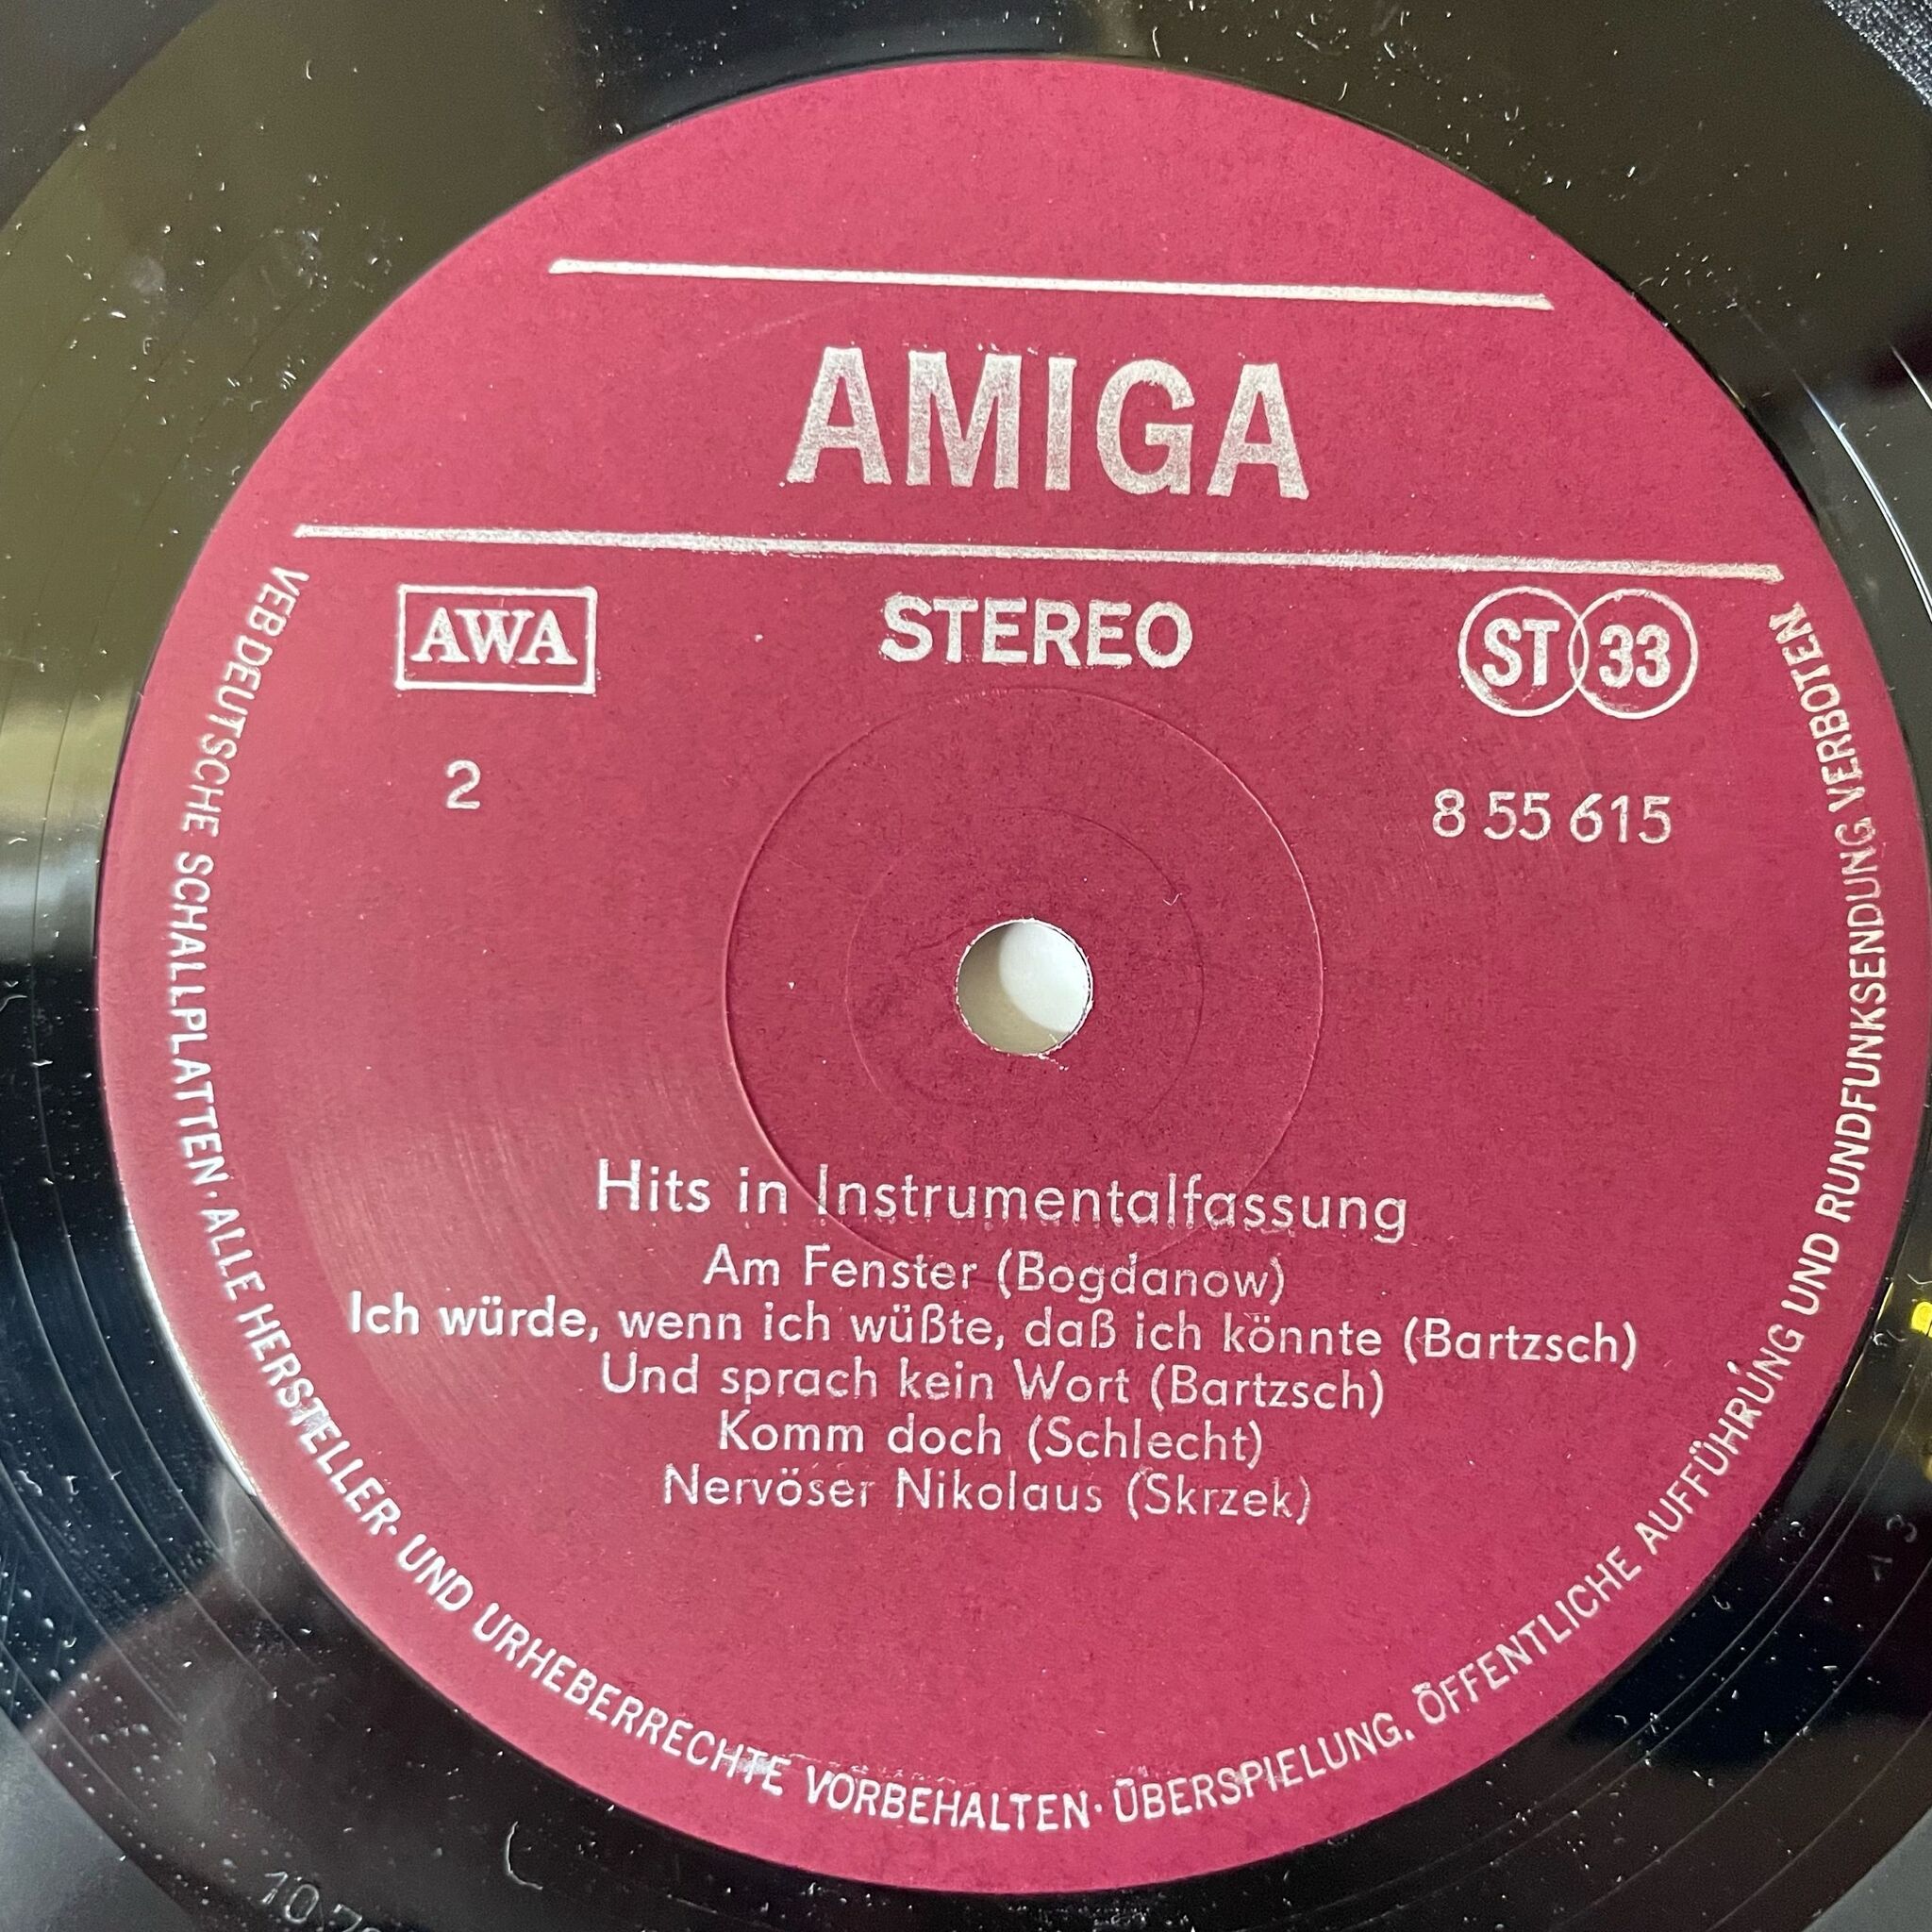 AMIGA
AWA
STEREO
ST 33
2
8 55 615
Hits in Instrumentalfassung
Am Fenster (Bogdanow)
Ich würde, wenn ich wüßte, daß ich könnte (Bartzsch)
Und sprach kein Wort (Bartzsch)
Komm doch (Schlecht)
Nervöser Nikolaus (Skrzek)
VEB DEUTSCHE SCHALLPLATTEN · ALLE HERSTELLER- UND URHEBERRECHTE VORBEHALTEN · ÜBERSPIELUNG, ÖFFENTLICHE AUFFÜHRUNG UND RUNDFUNKSENDUNG VERBOTEN